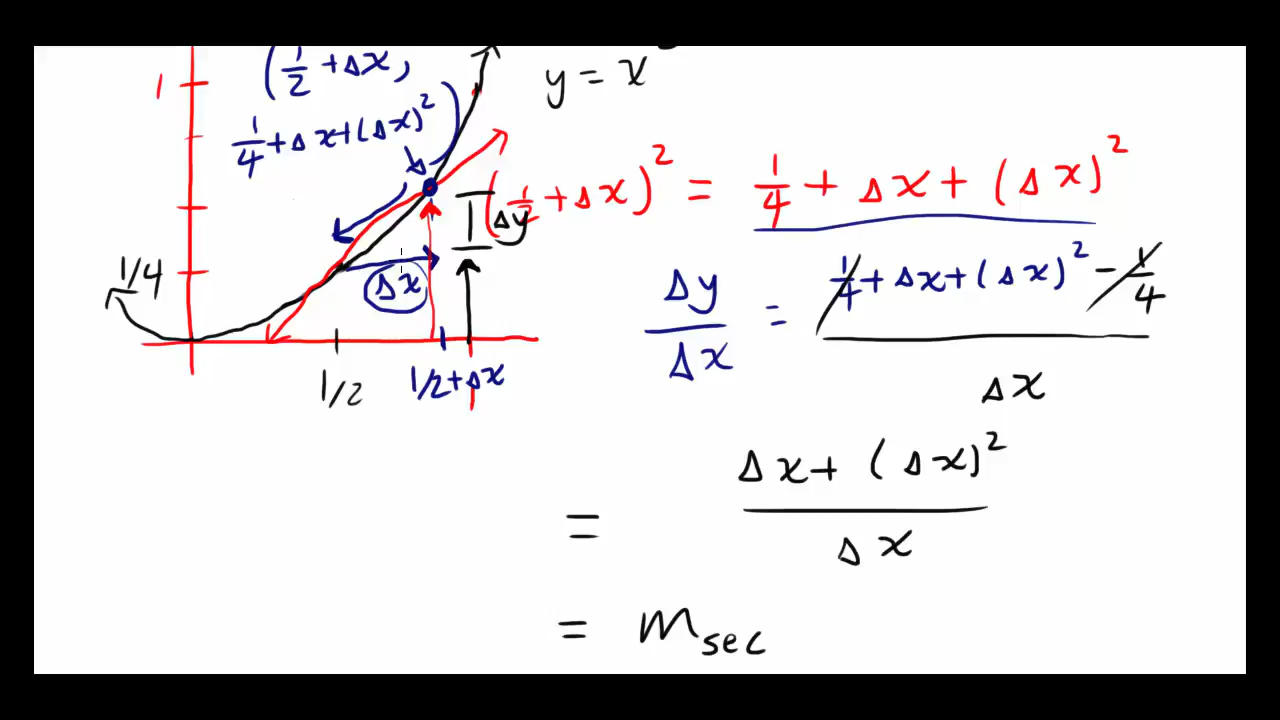 (1/2 + Δx,
1/4 + Δx + (Δx)²
1
y = x
(1/2 + Δx)² = 1/4 + Δx + (Δx)²
Δy
1/4
Δx
Δy/Δx = (1/4 + Δx + (Δx)² - 1/4)/Δx
1/2
1/2 + Δx
= (Δx + (Δx)²)/Δx
= msec